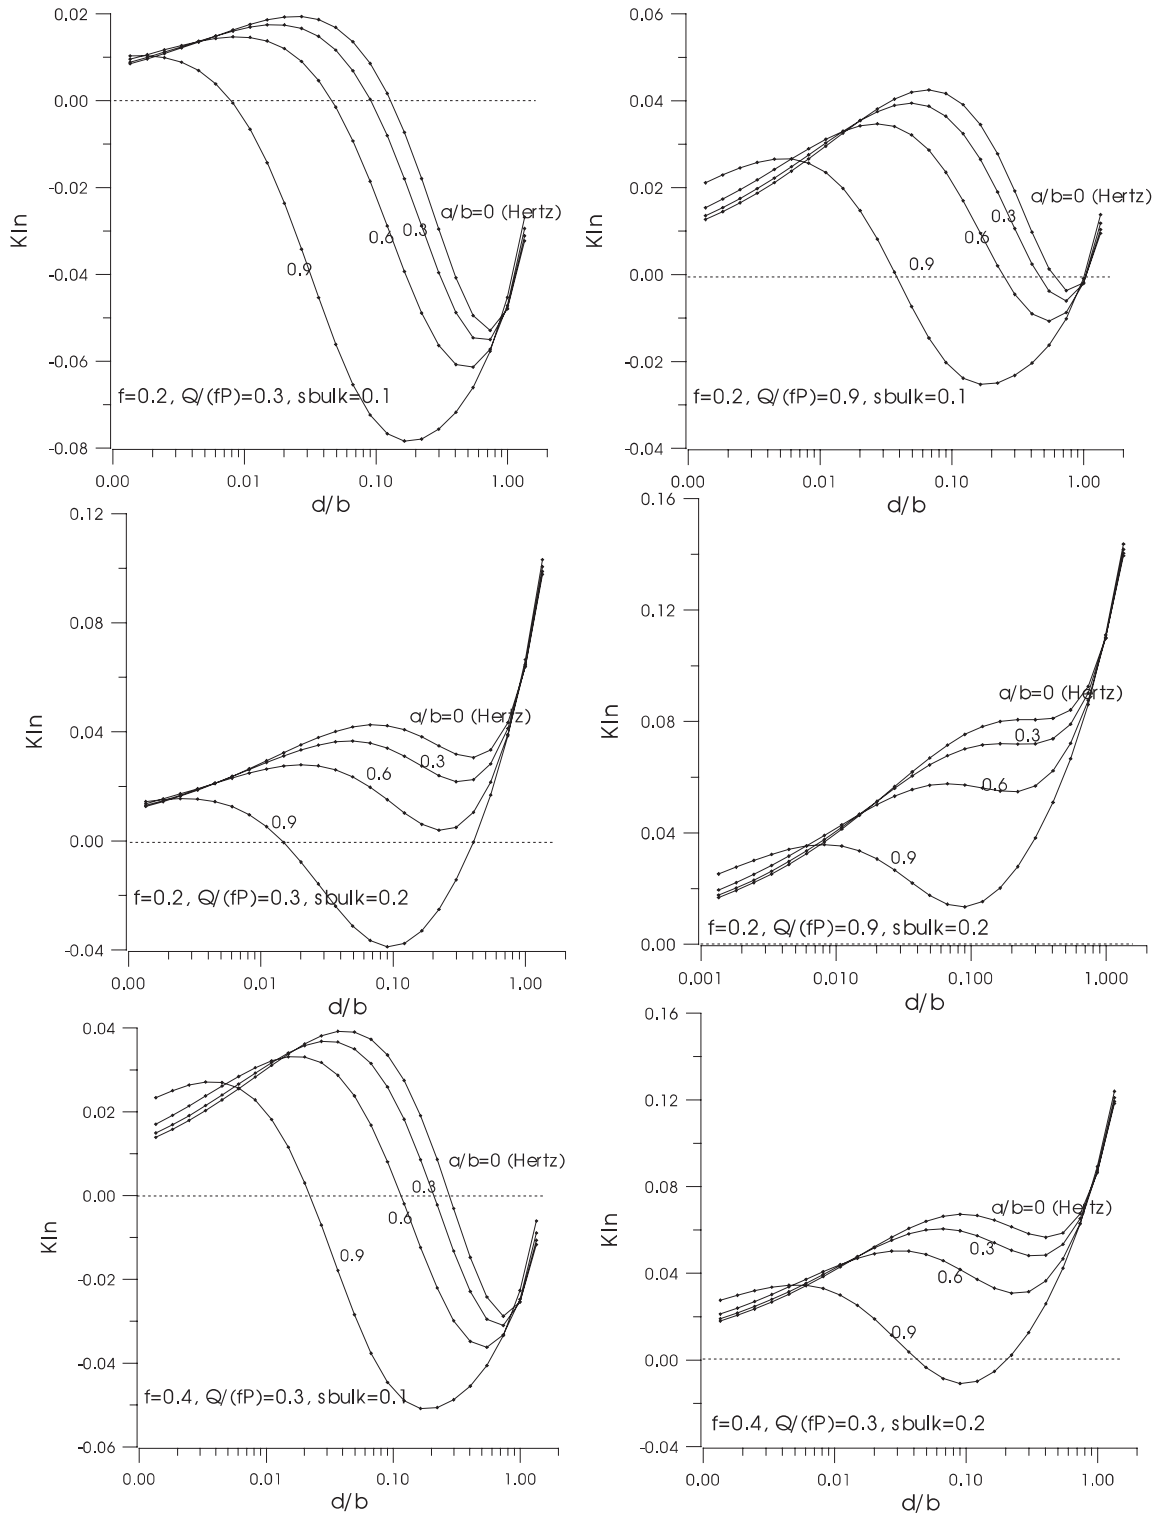 0.02
0.00
-0.02
-0.04
-0.06
-0.08
KIn
a/b=0 (Hertz)
0.3
0.6
0.9
f=0.2, Q/(fP)=0.3, sbulk=0.1
0.00 0.01 0.10 1.00
d/b
0.06
0.04
0.02
0.00
-0.02
-0.04
KIn
a/b=0 (Hertz)
0.3
0.6
0.9
f=0.2, Q/(fP)=0.9, sbulk=0.1
0.00 0.01 0.10 1.00
d/b
0.12
0.08
0.04
0.00
-0.04
KIn
a/b=0 (Hertz)
0.3
0.6
0.9
f=0.2, Q/(fP)=0.3, sbulk=0.2
0.00 0.01 0.10 1.00
d/b
0.16
0.12
0.08
0.04
0.00
KIn
a/b=0 (Hertz)
0.3
0.6
0.9
f=0.2, Q/(fP)=0.9, sbulk=0.2
0.001 0.010 0.100 1.000
d/b
0.04
0.02
0.00
-0.02
-0.04
-0.06
KIn
a/b=0 (Hertz)
0.3
0.6
0.9
f=0.4, Q/(fP)=0.3, sbulk=0.1
0.00 0.01 0.10 1.00
d/b
0.16
0.12
0.08
0.04
0.00
-0.04
KIn
a/b=0 (Hertz)
0.3
0.6
0.9
f=0.4, Q/(fP)=0.3, sbulk=0.2
0.00 0.01 0.10 1.00
d/b